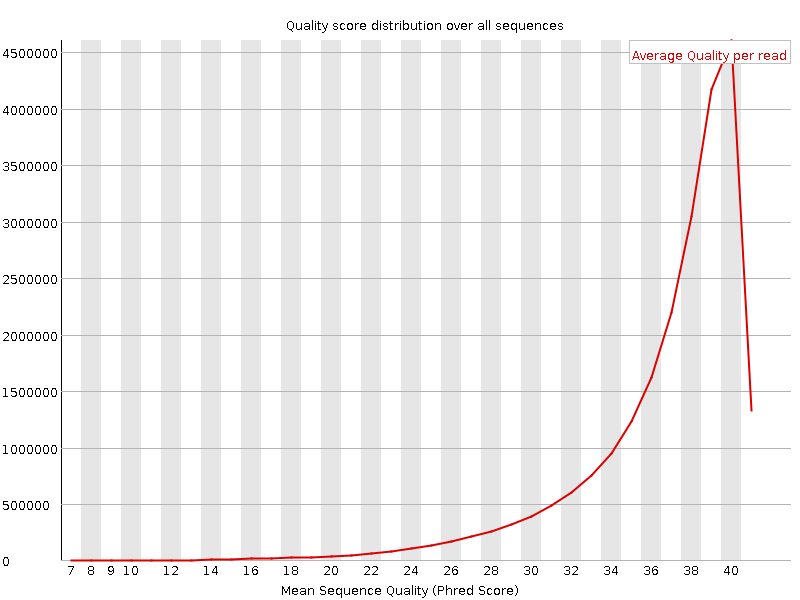 Quality score distribution over all sequences
Average Quality per read
4500000
4000000
3500000
3000000
2500000
2000000
1500000
1000000
500000
0
7 8 9 10 12 14 16 18 20 22 24 26 28 30 32 34 36 38 40
Mean Sequence Quality (Phred Score)